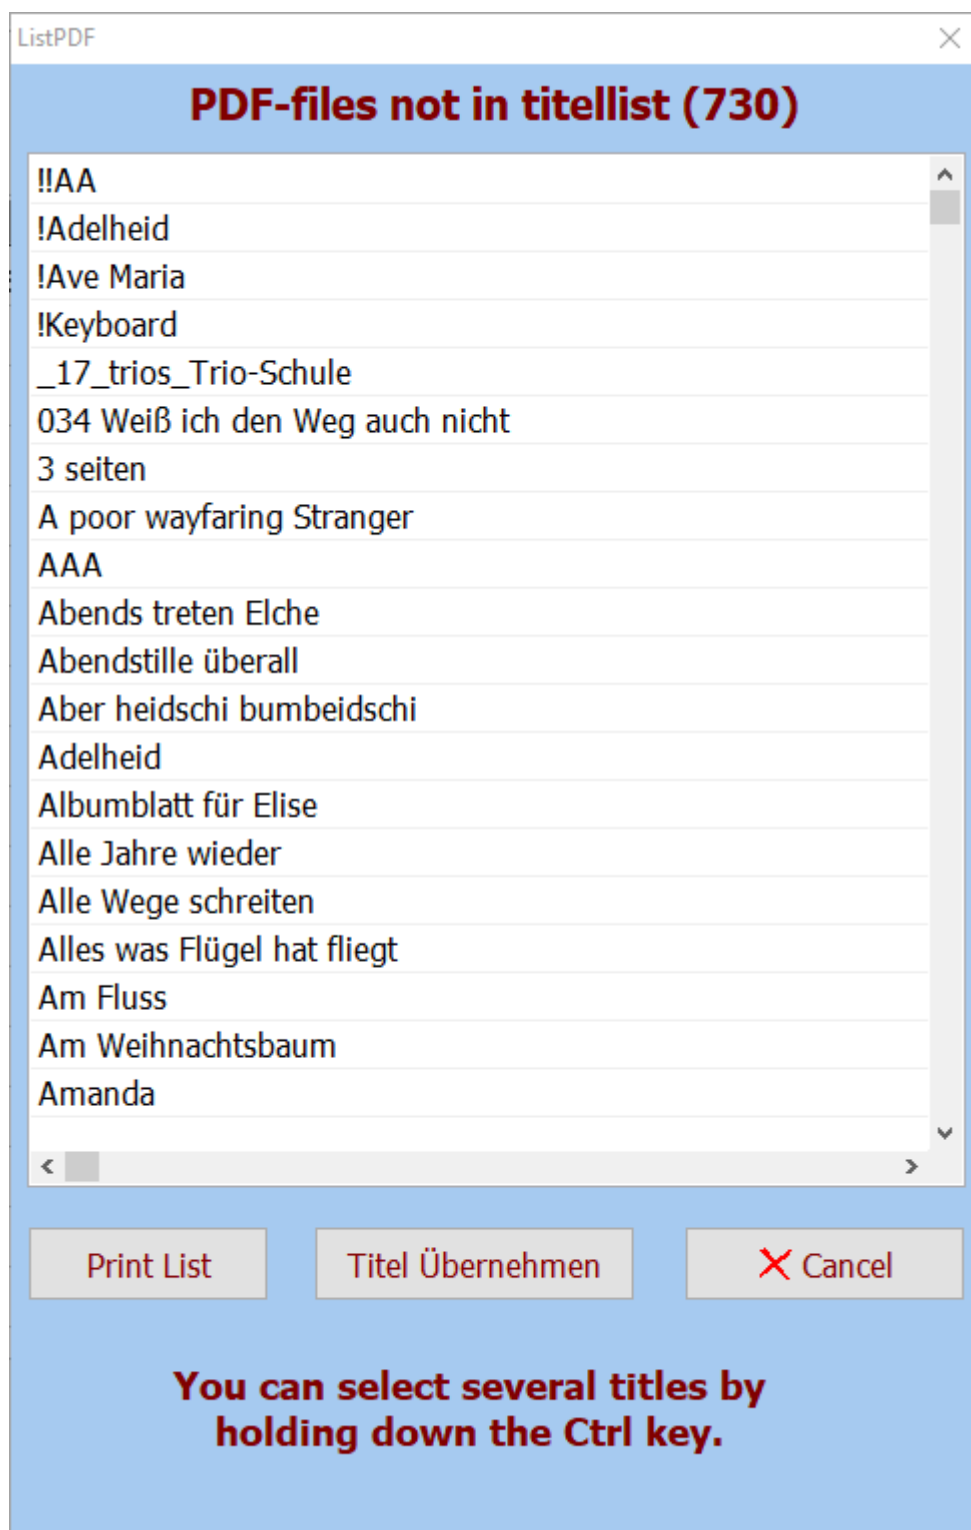 ListPDF
PDF-files not in titellist (730)
!!AA
!Adelheid
!Ave Maria
!Keyboard
_17_trios_Trio-Schule
034 Weiß ich den Weg auch nicht
3 seiten
A poor wayfaring Stranger
AAA
Abends treten Elche
Abendstille überall
Aber heidschi bumbeidschi
Adelheid
Albumblatt für Elise
Alle Jahre wieder
Alle Wege schreiten
Alles was Flügel hat fliegt
Am Fluss
Am Weihnachtsbaum
Amanda
Print List
Titel Übernehmen
Cancel
You can select several titles by
holding down the Ctrl key.